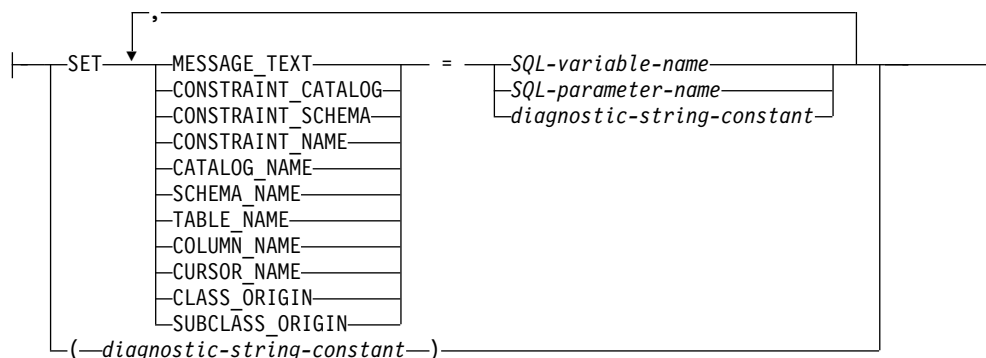 ,
SET MESSAGE_TEXT = SQL-variable-name
CONSTRAINT_CATALOG SQL-parameter-name
CONSTRAINT_SCHEMA diagnostic-string-constant
CONSTRAINT_NAME
CATALOG_NAME
SCHEMA_NAME
TABLE_NAME
COLUMN_NAME
CURSOR_NAME
CLASS_ORIGIN
SUBCLASS_ORIGIN
( diagnostic-string-constant )